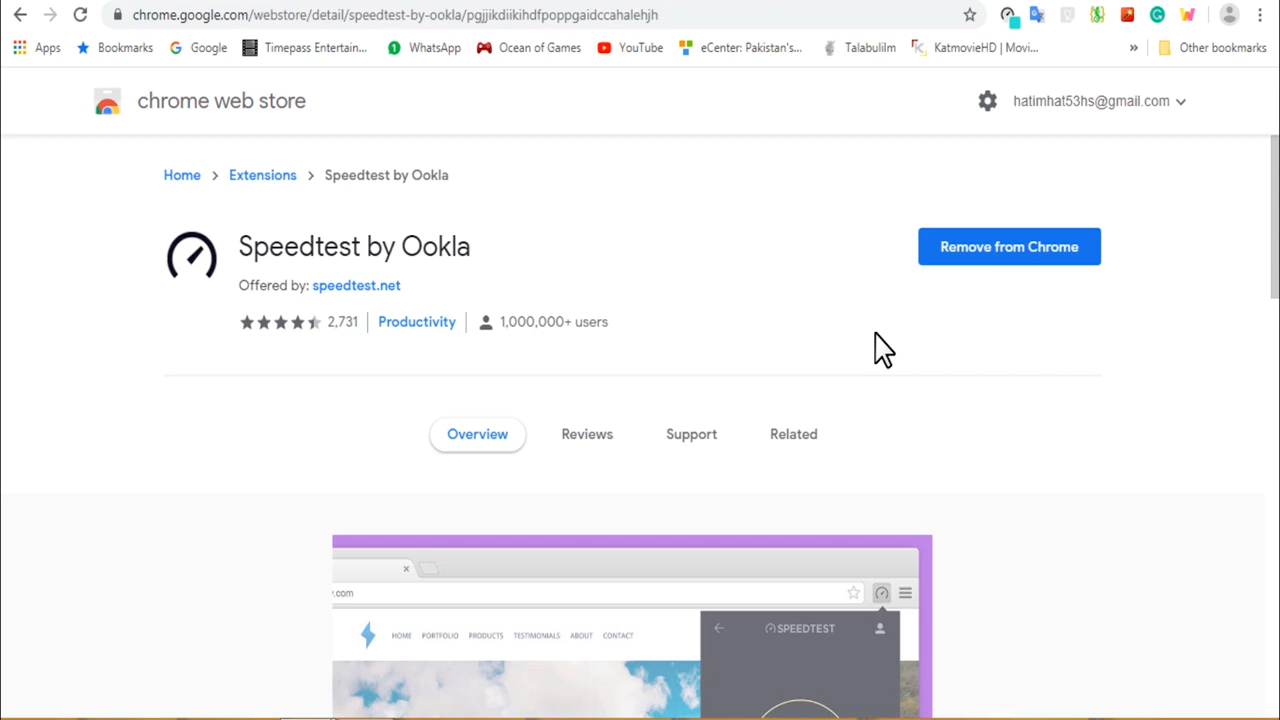 chrome.google.com/webstore/detail/speedtest-by-ookla/pgjjikdiikihdfpoppgaidccahalehjh
Apps Bookmarks Google Timepass Entertain... WhatsApp Ocean of Games YouTube eCenter: Pakistan's... Talabulilm KatmovieHD | Movi... » Other bookmarks
chrome web store hatimhat53hs@gmail.com
Home > Extensions > Speedtest by Ookla
Speedtest by Ookla
Remove from Chrome
Offered by: speedtest.net
2,731 Productivity 1,000,000+ users
Overview Reviews Support Related
.com
HOME PORTFOLIO PRODUCTS TESTIMONIALS ABOUT CONTACT
SPEEDTEST